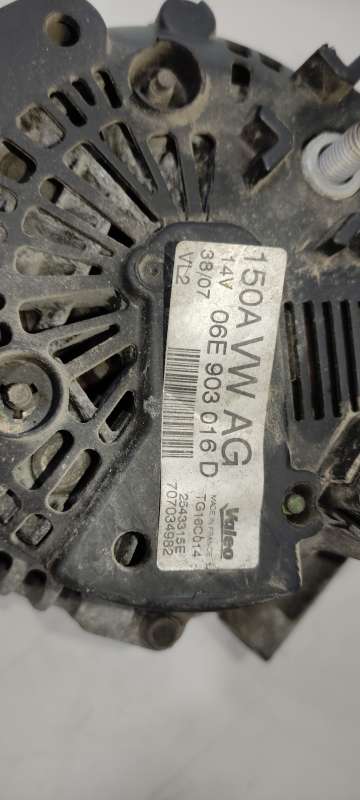 150A VW AG
14V 06E 903 016 D
38/07
VL2
Valeo
MADE IN FRANCE
TG16C014
2543315E
707034982